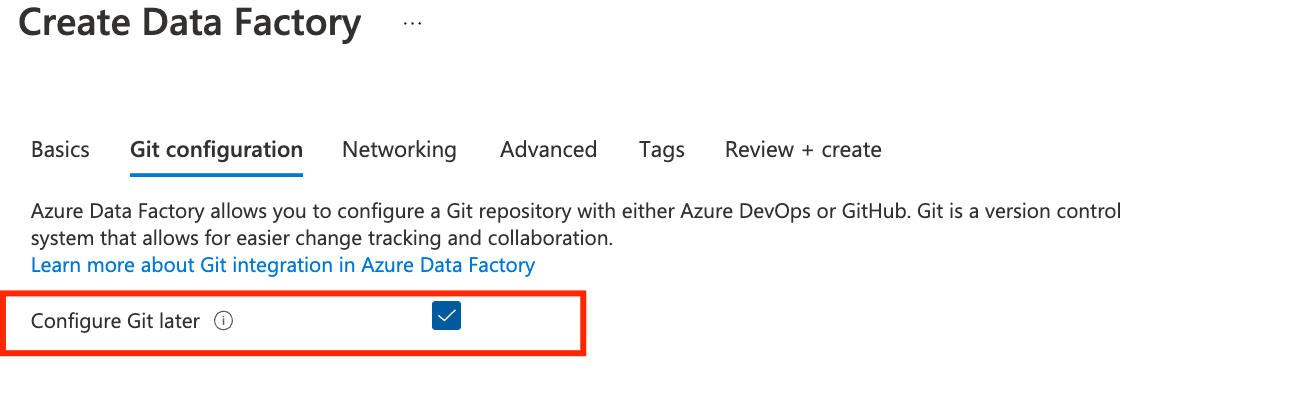 Create Data Factory ...
Basics Git configuration Networking Advanced Tags Review + create
Azure Data Factory allows you to configure a Git repository with either Azure DevOps or GitHub. Git is a version control
system that allows for easier change tracking and collaboration.
Learn more about Git integration in Azure Data Factory
Configure Git later